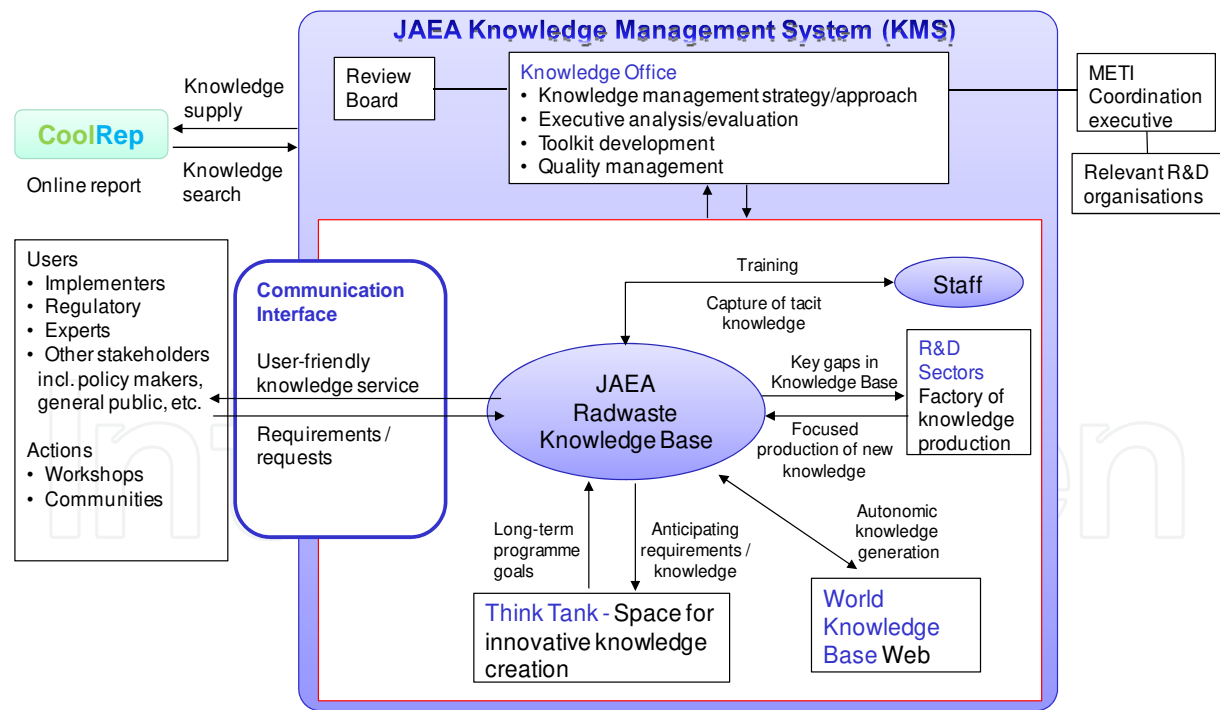 JAEA Knowledge Management System (KMS)
Review
Board
Knowledge Office
• Knowledge management strategy/approach
• Executive analysis/evaluation
• Toolkit development
• Quality management
METI
Coordination
executive
Relevant R&D
organisations
Knowledge
supply
CoolRep
Online report
Knowledge
search
Users
• Implementers
• Regulatory
• Experts
• Other stakeholders
incl. policy makers,
general public, etc.
Actions
• Workshops
• Communities
Communication
Interface
User-friendly
knowledge service
Requirements /
requests
Training
Capture of tacit
knowledge
Staff
JAEA
Radwaste
Knowledge Base
Key gaps in
Knowledge Base
Focused
production of new
knowledge
R&D
Sectors
Factory of
knowledge
production
Long-term
programme
goals
Anticipating
requirements /
knowledge
Autonomic
knowledge
generation
Think Tank - Space for
innovative knowledge
creation
World
Knowledge
Base Web